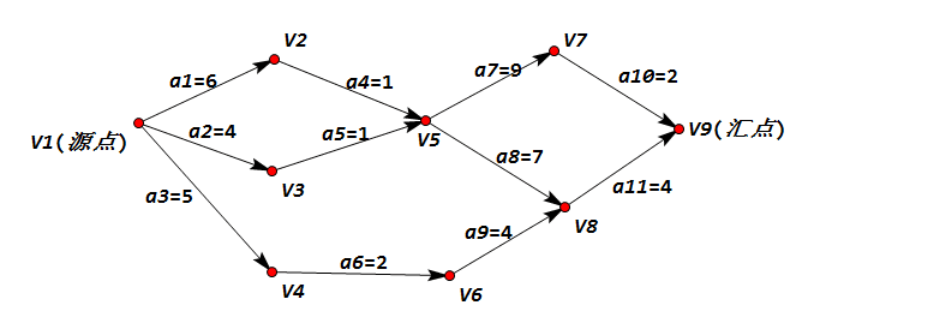 V2
V7
a1=6
a4=1
a7=9
a10=2
V1(源点)
a2=4
a5=1
V5
V9(汇点)
a3=5
V3
a8=7
a11=4
V8
a9=4
a6=2
V4
V6